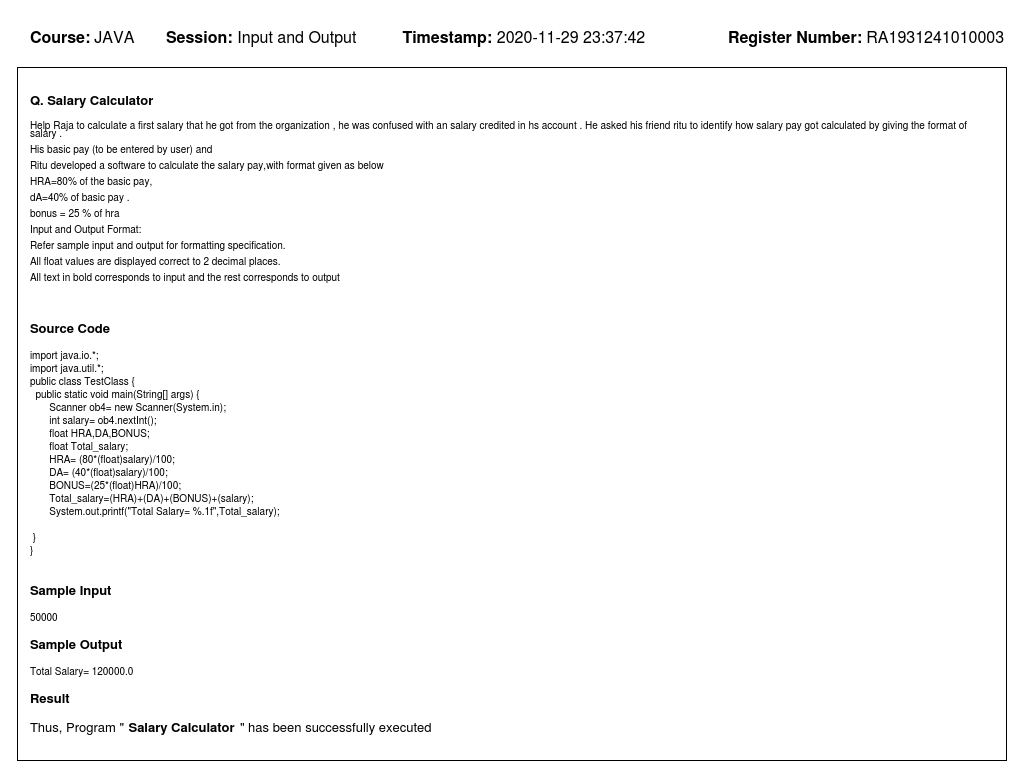 Course: JAVA Session: Input and Output Timestamp: 2020-11-29 23:37:42 Register Number: RA1931241010003
Q. Salary Calculator
Help Raja to calculate a first salary that he got from the organization , he was confused with an salary credited in hs account . He asked his friend ritu to identify how salary pay got calculated by giving the format of
salary .
His basic pay (to be entered by user) and
Ritu developed a software to calculate the salary pay,with format given as below
HRA=80% of the basic pay,
dA=40% of basic pay .
bonus = 25 % of hra
Input and Output Format:
Refer sample input and output for formatting specification.
All float values are displayed correct to 2 decimal places.
All text in bold corresponds to input and the rest corresponds to output
Source Code
import java.io.*;
import java.util.*;
public class TestClass {
public static void main(String[] args) {
Scanner ob4= new Scanner(System.in);
int salary= ob4.nextInt();
float HRA,DA,BONUS;
float Total_salary;
HRA= (80*(float)salary)/100;
DA= (40*(float)salary)/100;
BONUS=(25*(float)HRA)/100;
Total_salary=(HRA)+(DA)+(BONUS)+(salary);
System.out.printf("Total Salary= %.1f",Total_salary);
}
}
Sample Input
50000
Sample Output
Total Salary= 120000.0
Result
Thus, Program " Salary Calculator " has been successfully executed